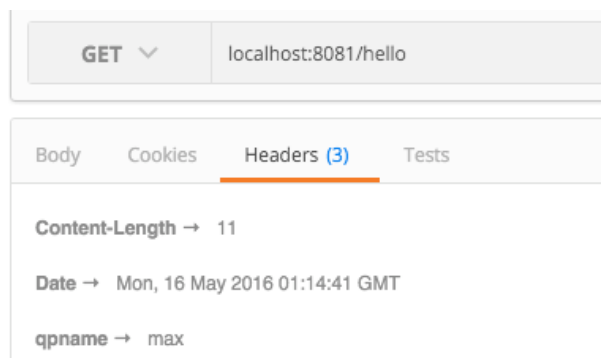 GET localhost:8081/hello
Body Cookies Headers (3) Tests
Content-Length → 11
Date → Mon, 16 May 2016 01:14:41 GMT
qpname → max